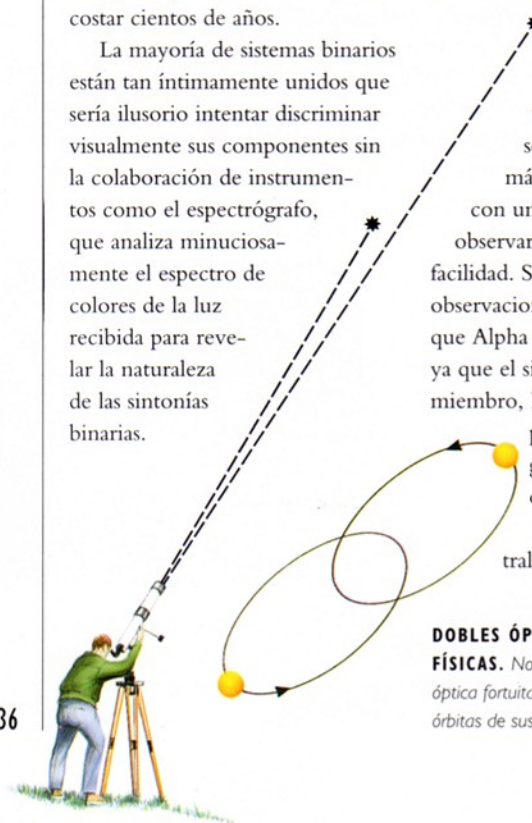 costar cientos de años.
La mayoría de sistemas binarios
están tan íntimamente unidos que
sería ilusorio intentar discriminar
visualmente sus componentes sin
la colaboración de instrumen-
tos como el espectrógrafo,
que analiza minuciosa-
mente el espectro de
colores de la luz
recibida para reve-
lar la naturaleza
de las sintonías
binarias.
con un
observar
facilidad. S
observacion
que Alpha
ya que el si
miembro,
tral
DOBLES ÓP
FÍSICAS. No
óptica fortuita
órbitas de sus
36